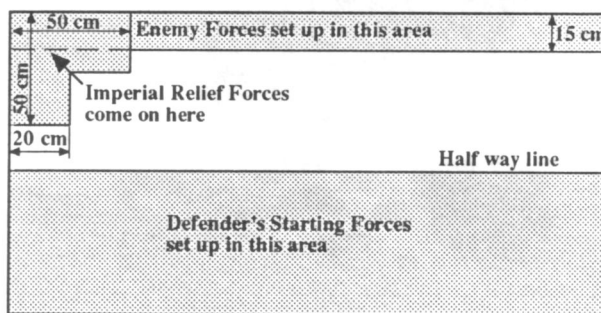 50 cm
Enemy Forces set up in this area
15 cm
50 cm
Imperial Relief Forces
come on here
20 cm
Half way line
Defender's Starting Forces
set up in this area